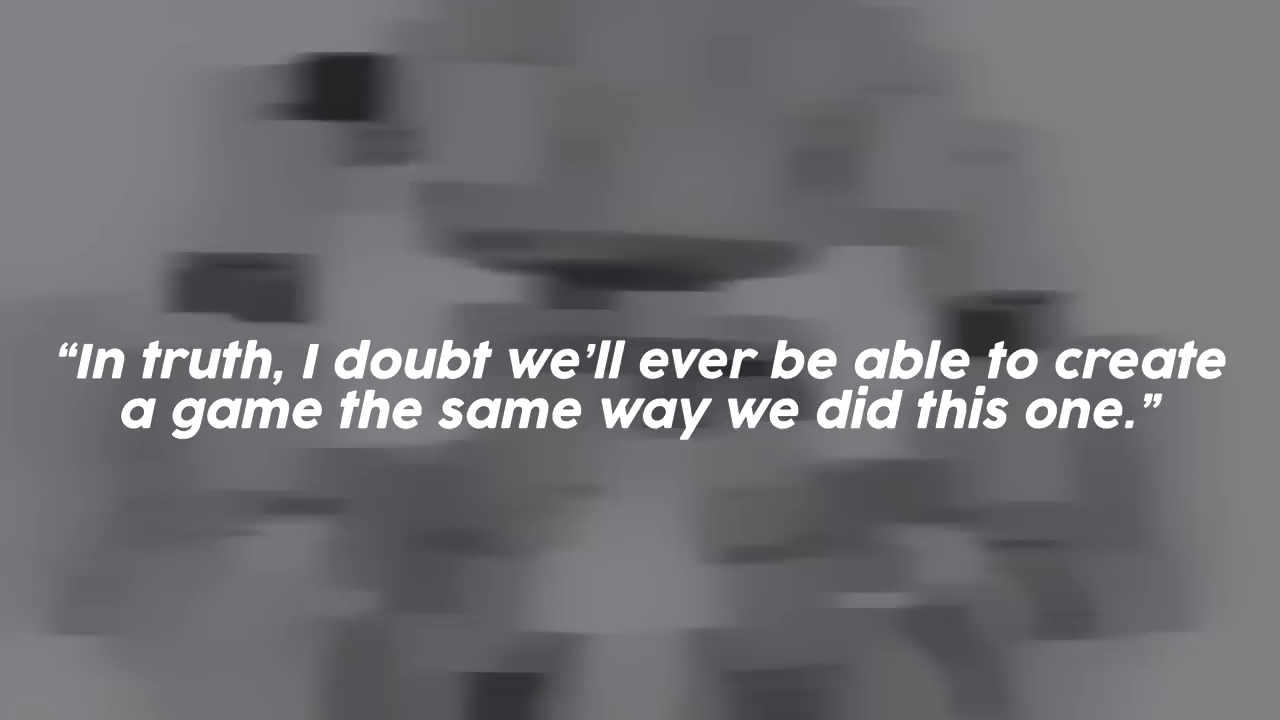 “In truth, I doubt we’ll ever be able to create
a game the same way we did this one.”